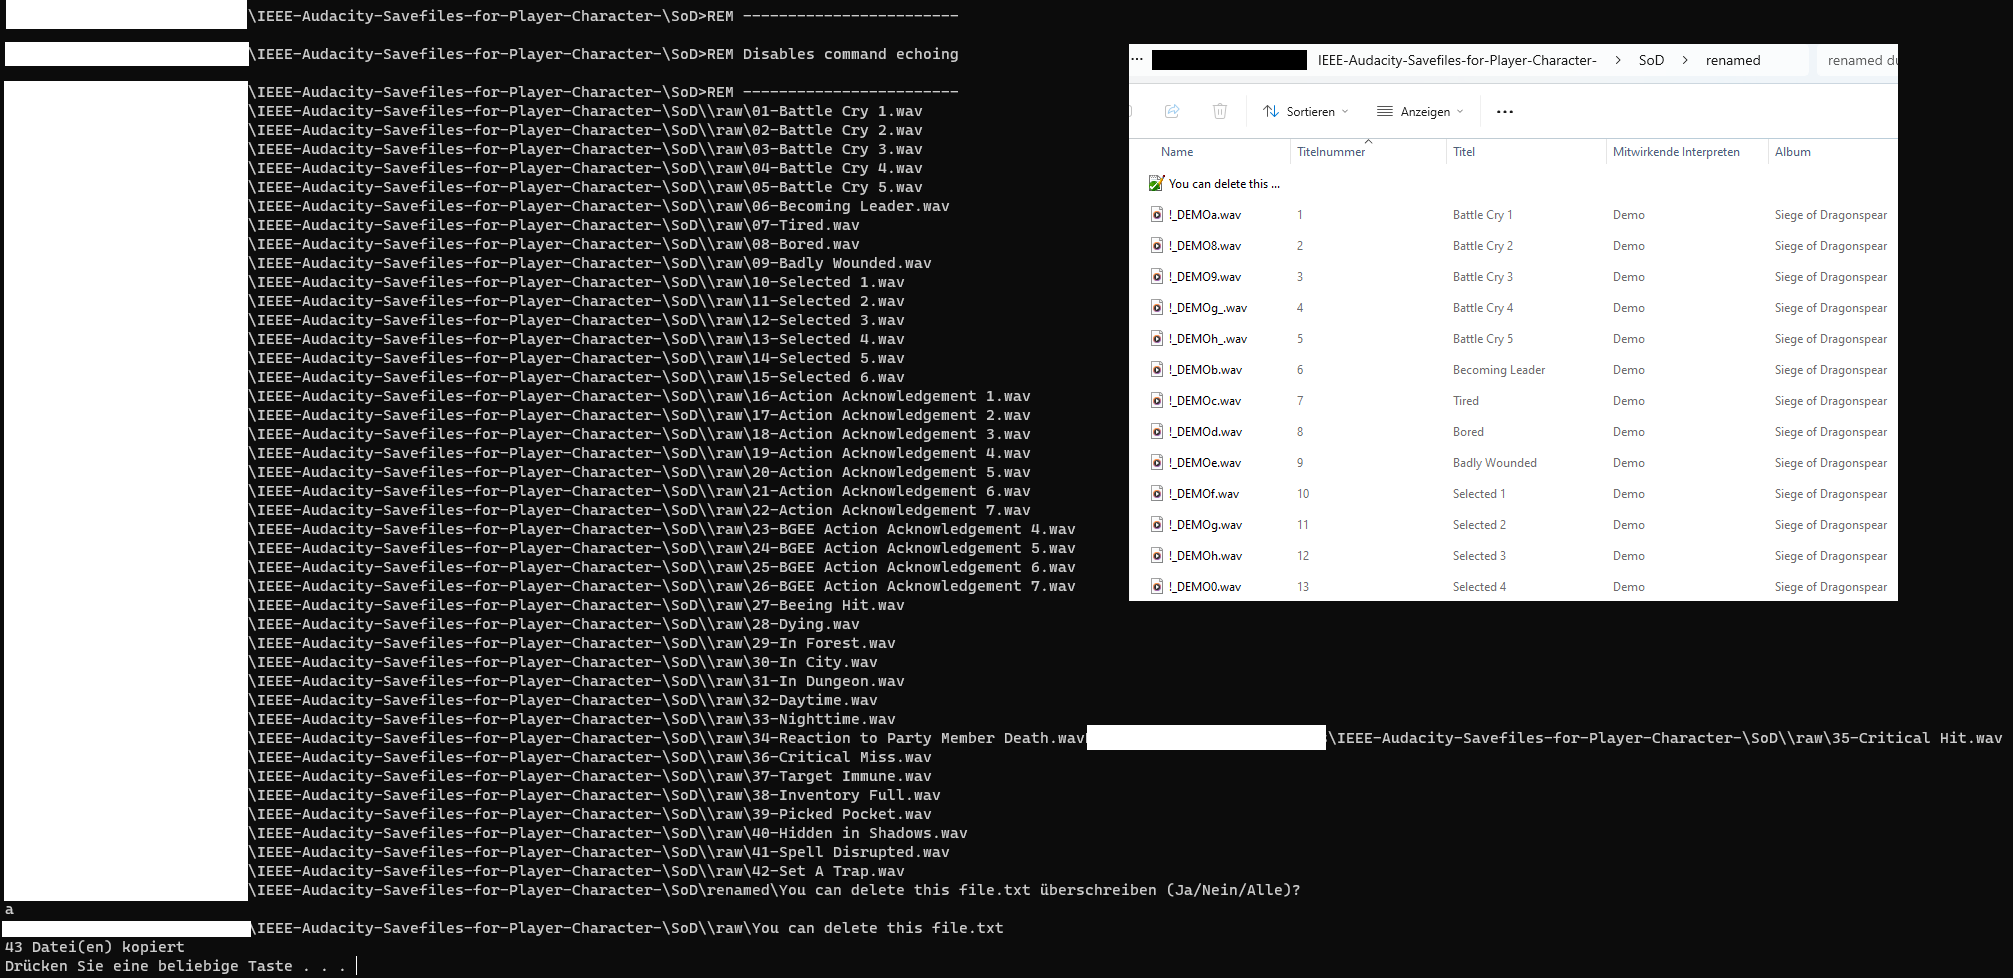 \IEEE-Audacity-Savefiles-for-Player-Character-\SoD>REM ------------------------
\IEEE-Audacity-Savefiles-for-Player-Character-\SoD>REM Disables command echoing
\IEEE-Audacity-Savefiles-for-Player-Character-\SoD>REM ------------------------
\IEEE-Audacity-Savefiles-for-Player-Character-\SoD\\raw\01-Battle Cry 1.wav
\IEEE-Audacity-Savefiles-for-Player-Character-\SoD\\raw\02-Battle Cry 2.wav
\IEEE-Audacity-Savefiles-for-Player-Character-\SoD\\raw\03-Battle Cry 3.wav
\IEEE-Audacity-Savefiles-for-Player-Character-\SoD\\raw\04-Battle Cry 4.wav
\IEEE-Audacity-Savefiles-for-Player-Character-\SoD\\raw\05-Battle Cry 5.wav
\IEEE-Audacity-Savefiles-for-Player-Character-\SoD\\raw\06-Becoming Leader.wav
\IEEE-Audacity-Savefiles-for-Player-Character-\SoD\\raw\07-Tired.wav
\IEEE-Audacity-Savefiles-for-Player-Character-\SoD\\raw\08-Bored.wav
\IEEE-Audacity-Savefiles-for-Player-Character-\SoD\\raw\09-Badly Wounded.wav
\IEEE-Audacity-Savefiles-for-Player-Character-\SoD\\raw\10-Selected 1.wav
\IEEE-Audacity-Savefiles-for-Player-Character-\SoD\\raw\11-Selected 2.wav
\IEEE-Audacity-Savefiles-for-Player-Character-\SoD\\raw\12-Selected 3.wav
\IEEE-Audacity-Savefiles-for-Player-Character-\SoD\\raw\13-Selected 4.wav
\IEEE-Audacity-Savefiles-for-Player-Character-\SoD\\raw\14-Selected 5.wav
\IEEE-Audacity-Savefiles-for-Player-Character-\SoD\\raw\15-Selected 6.wav
\IEEE-Audacity-Savefiles-for-Player-Character-\SoD\\raw\16-Action Acknowledgement 1.wav
\IEEE-Audacity-Savefiles-for-Player-Character-\SoD\\raw\17-Action Acknowledgement 2.wav
\IEEE-Audacity-Savefiles-for-Player-Character-\SoD\\raw\18-Action Acknowledgement 3.wav
\IEEE-Audacity-Savefiles-for-Player-Character-\SoD\\raw\19-Action Acknowledgement 4.wav
\IEEE-Audacity-Savefiles-for-Player-Character-\SoD\\raw\20-Action Acknowledgement 5.wav
\IEEE-Audacity-Savefiles-for-Player-Character-\SoD\\raw\21-Action Acknowledgement 6.wav
\IEEE-Audacity-Savefiles-for-Player-Character-\SoD\\raw\22-Action Acknowledgement 7.wav
\IEEE-Audacity-Savefiles-for-Player-Character-\SoD\\raw\23-BGEE Action Acknowledgement 4.wav
\IEEE-Audacity-Savefiles-for-Player-Character-\SoD\\raw\24-BGEE Action Acknowledgement 5.wav
\IEEE-Audacity-Savefiles-for-Player-Character-\SoD\\raw\25-BGEE Action Acknowledgement 6.wav
\IEEE-Audacity-Savefiles-for-Player-Character-\SoD\\raw\26-BGEE Action Acknowledgement 7.wav
\IEEE-Audacity-Savefiles-for-Player-Character-\SoD\\raw\27-Beeing Hit.wav
\IEEE-Audacity-Savefiles-for-Player-Character-\SoD\\raw\28-Dying.wav
\IEEE-Audacity-Savefiles-for-Player-Character-\SoD\\raw\29-In Forest.wav
\IEEE-Audacity-Savefiles-for-Player-Character-\SoD\\raw\30-In City.wav
\IEEE-Audacity-Savefiles-for-Player-Character-\SoD\\raw\31-In Dungeon.wav
\IEEE-Audacity-Savefiles-for-Player-Character-\SoD\\raw\32-Daytime.wav
\IEEE-Audacity-Savefiles-for-Player-Character-\SoD\\raw\33-Nighttime.wav
\IEEE-Audacity-Savefiles-for-Player-Character-\SoD\\raw\34-Reaction to Party Member Death.wav \IEEE-Audacity-Savefiles-for-Player-Character-\SoD\\raw\35-Critical Hit.wav
\IEEE-Audacity-Savefiles-for-Player-Character-\SoD\\raw\36-Critical Miss.wav
\IEEE-Audacity-Savefiles-for-Player-Character-\SoD\\raw\37-Target Immune.wav
\IEEE-Audacity-Savefiles-for-Player-Character-\SoD\\raw\38-Inventory Full.wav
\IEEE-Audacity-Savefiles-for-Player-Character-\SoD\\raw\39-Picked Pocket.wav
\IEEE-Audacity-Savefiles-for-Player-Character-\SoD\\raw\40-Hidden in Shadows.wav
\IEEE-Audacity-Savefiles-for-Player-Character-\SoD\\raw\41-Spell Disrupted.wav
\IEEE-Audacity-Savefiles-for-Player-Character-\SoD\\raw\42-Set A Trap.wav
\IEEE-Audacity-Savefiles-for-Player-Character-\SoD\renamed\You can delete this file.txt überschreiben (Ja/Nein/Alle)?
a
\IEEE-Audacity-Savefiles-for-Player-Character-\SoD\\raw\You can delete this file.txt
43 Datei(en) kopiert
Drücken Sie eine beliebige Taste . . .
... IEEE-Audacity-Savefiles-for-Player-Character- > SoD > renamed renamed du
Sortieren Anzeigen ...
Name Titelnummer Titel Mitwirkende Interpreten Album
You can delete this ...
!_DEMOa.wav 1 Battle Cry 1 Demo Siege of Dragonspear
!_DEMO8.wav 2 Battle Cry 2 Demo Siege of Dragonspear
!_DEMO9.wav 3 Battle Cry 3 Demo Siege of Dragonspear
!_DEMOg_.wav 4 Battle Cry 4 Demo Siege of Dragonspear
!_DEMOh_.wav 5 Battle Cry 5 Demo Siege of Dragonspear
!_DEMOb.wav 6 Becoming Leader Demo Siege of Dragonspear
!_DEMOc.wav 7 Tired Demo Siege of Dragonspear
!_DEMOd.wav 8 Bored Demo Siege of Dragonspear
!_DEMOe.wav 9 Badly Wounded Demo Siege of Dragonspear
!_DEMOf.wav 10 Selected 1 Demo Siege of Dragonspear
!_DEMOg.wav 11 Selected 2 Demo Siege of Dragonspear
!_DEMOh.wav 12 Selected 3 Demo Siege of Dragonspear
!_DEMO0.wav 13 Selected 4 Demo Siege of Dragonspear